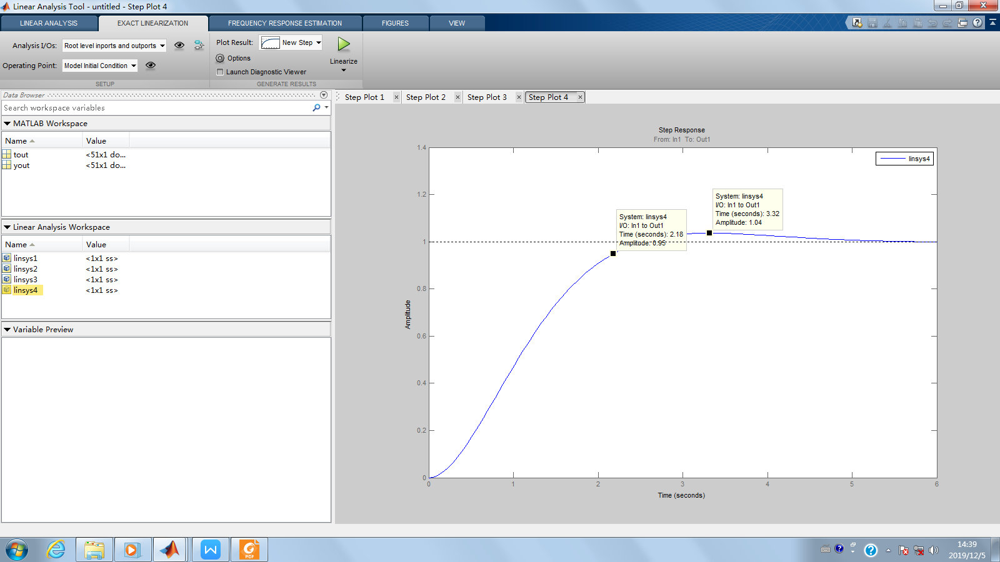 Linear Analysis Tool - untitled - Step Plot 4
LINEAR ANALYSIS
EXACT LINEARIZATION
FREQUENCY RESPONSE ESTIMATION
FIGURES
VIEW
Analysis I/Os:
Root level inports and outports
Operating Point:
Model Initial Condition
SETUP
Plot Result:
New Step
Options
Launch Diagnostic Viewer
Linearize
GENERATE RESULTS
Data Browser
Search workspace variables
MATLAB Workspace
Name Value
tout <51x1 do...
yout <51x1 do...
Linear Analysis Workspace
Name Value
linsys1 <1x1 ss>
linsys2 <1x1 ss>
linsys3 <1x1 ss>
linsys4 <1x1 ss>
Variable Preview
Step Plot 1
Step Plot 2
Step Plot 3
Step Plot 4
Step Response
From: In1 To: Out1
linsys4
System: linsys4
I/O: In1 to Out1
Time (seconds): 3.32
Amplitude: 1.04
System: linsys4
I/O: In1 to Out1
Time (seconds): 2.18
Amplitude: 0.95
1.4
1.2
1
0.8
0.6
0.4
0.2
0
Amplitude
0 1 2 3 4 5 6
Time (seconds)
W
PDF
14:39
2019/12/5